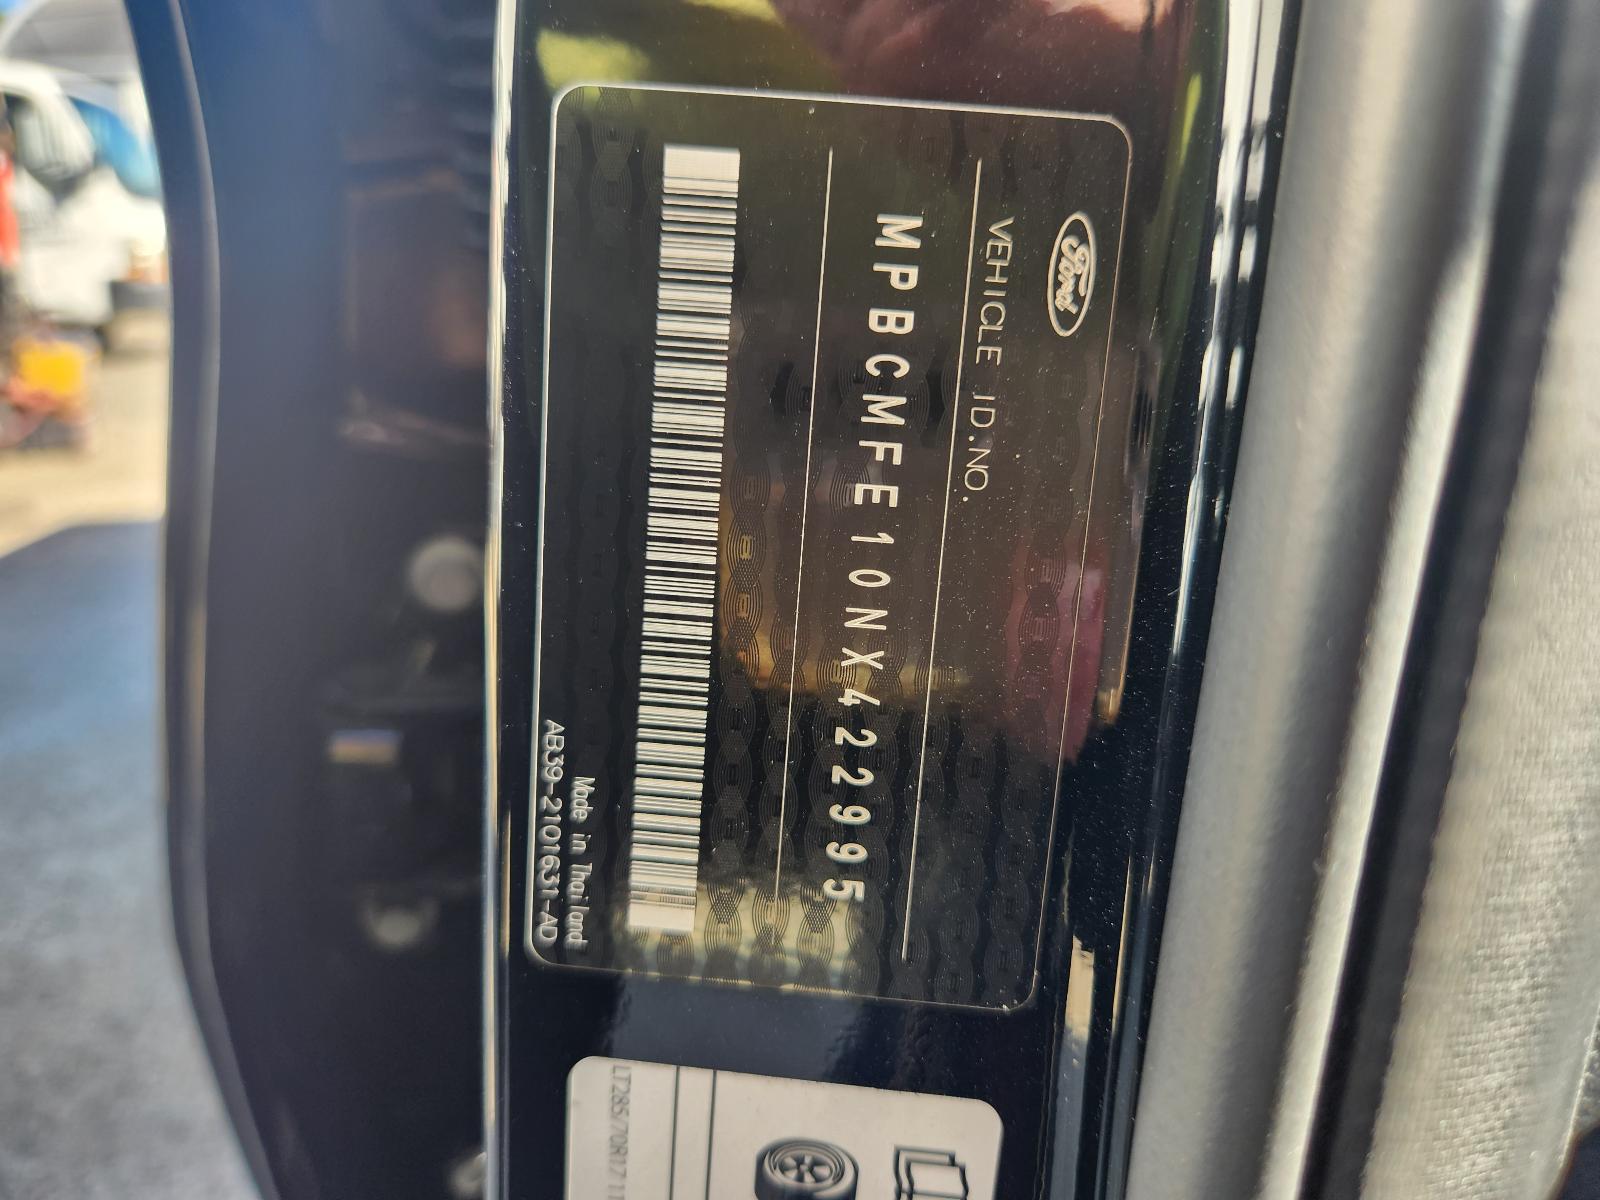 Ford
VEHICLE ID.NO.
MPBCMFE10NX422995
Made in Thailand
AB39-2101631-AD